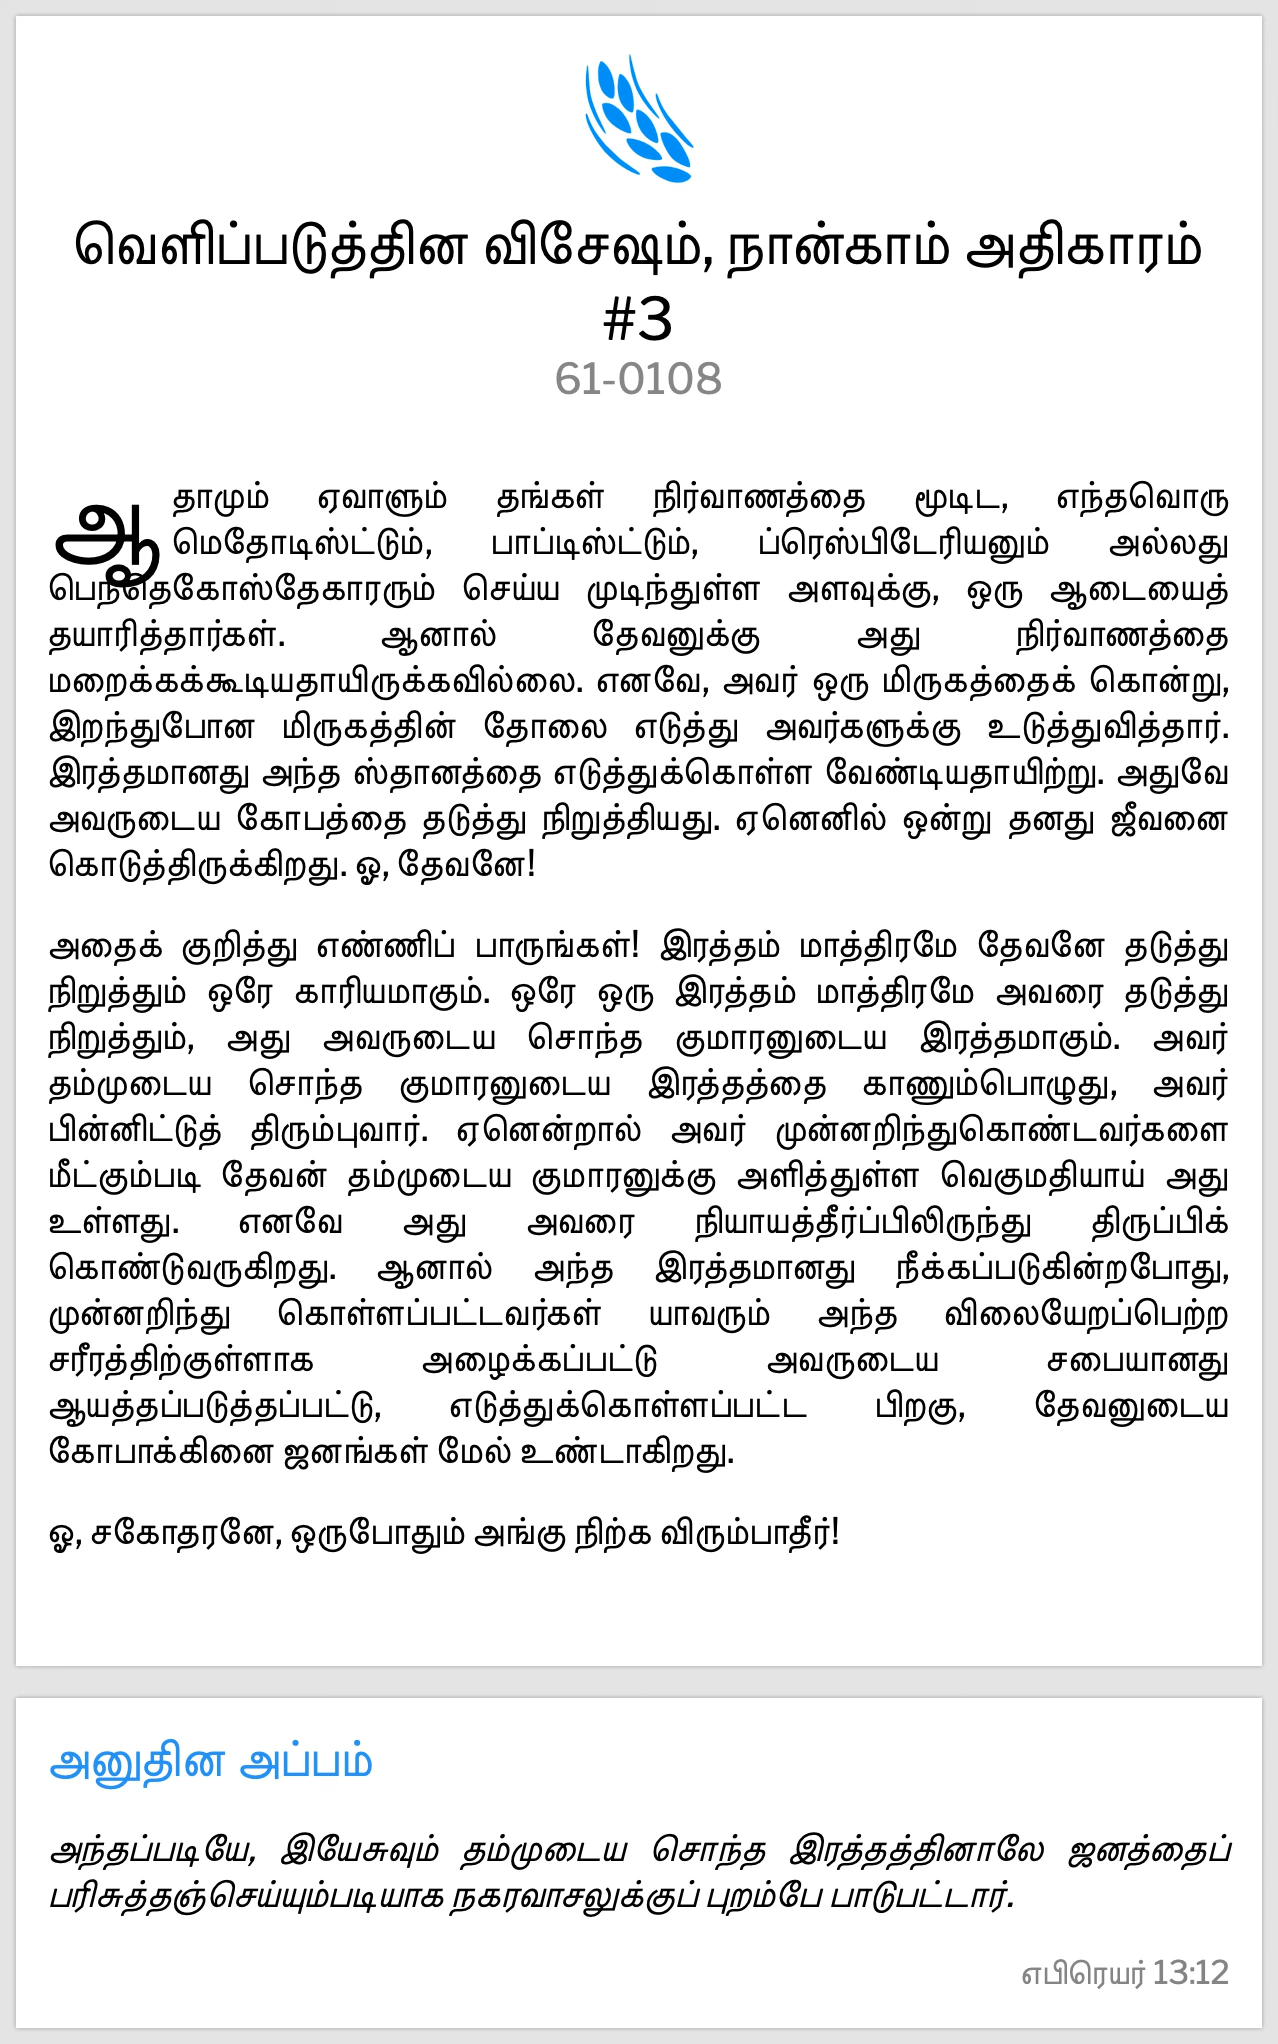 வெளிப்படுத்தின விசேஷம், நான்காம் அதிகாரம்
#3
61-0108
ஆதாமும் ஏவாளும் தங்கள் நிர்வாணத்தை மூடிட, எந்தவொரு
மெதோடிஸ்ட்டும், பாப்டிஸ்ட்டும், ப்ரெஸ்பிடேரியனும் அல்லது
பெந்தெகோஸ்தேகாரரும் செய்ய முடிந்துள்ள அளவுக்கு, ஒரு ஆடையைத்
தயாரித்தார்கள். ஆனால் தேவனுக்கு அது நிர்வாணத்தை
மறைக்கக்கூடியதாயிருக்கவில்லை. எனவே, அவர் ஒரு மிருகத்தைக் கொன்று,
இறந்துபோன மிருகத்தின் தோலை எடுத்து அவர்களுக்கு உடுத்துவித்தார்.
இரத்தமானது அந்த ஸ்தானத்தை எடுத்துக்கொள்ள வேண்டியதாயிற்று. அதுவே
அவருடைய கோபத்தை தடுத்து நிறுத்தியது. ஏனெனில் ஒன்று தனது ஜீவனை
கொடுத்திருக்கிறது. ஓ, தேவனே!
அதைக் குறித்து எண்ணிப் பாருங்கள்! இரத்தம் மாத்திரமே தேவனே தடுத்து
நிறுத்தும் ஒரே காரியமாகும். ஒரே ஒரு இரத்தம் மாத்திரமே அவரை தடுத்து
நிறுத்தும், அது அவருடைய சொந்த குமாரனுடைய இரத்தமாகும். அவர்
தம்முடைய சொந்த குமாரனுடைய இரத்தத்தை காணும்பொழுது, அவர்
பின்னிட்டுத் திரும்புவார். ஏனென்றால் அவர் முன்னறிந்துகொண்டவர்களை
மீட்கும்படி தேவன் தம்முடைய குமாரனுக்கு அளித்துள்ள வெகுமதியாய் அது
உள்ளது. எனவே அது அவரை நியாயத்தீர்ப்பிலிருந்து திருப்பிக்
கொண்டுவருகிறது. ஆனால் அந்த இரத்தமானது நீக்கப்படுகின்றபோது,
முன்னறிந்து கொள்ளப்பட்டவர்கள் யாவரும் அந்த விலையேறப்பெற்ற
சரீரத்திற்குள்ளாக அழைக்கப்பட்டு அவருடைய சபையானது
ஆயத்தப்படுத்தப்பட்டு, எடுத்துக்கொள்ளப்பட்ட பிறகு, தேவனுடைய
கோபாக்கினை ஜனங்கள் மேல் உண்டாகிறது.
ஓ, சகோதரனே, ஒருபோதும் அங்கு நிற்க விரும்பாதீர்!
அனுதின அப்பம்
அந்தப்படியே, இயேசுவும் தம்முடைய சொந்த இரத்தத்தினாலே ஜனத்தைப்
பரிசுத்தஞ்செய்யும்படியாக நகரவாசலுக்குப் புறம்பே பாடுபட்டார்.
எபிரெயர் 13:12